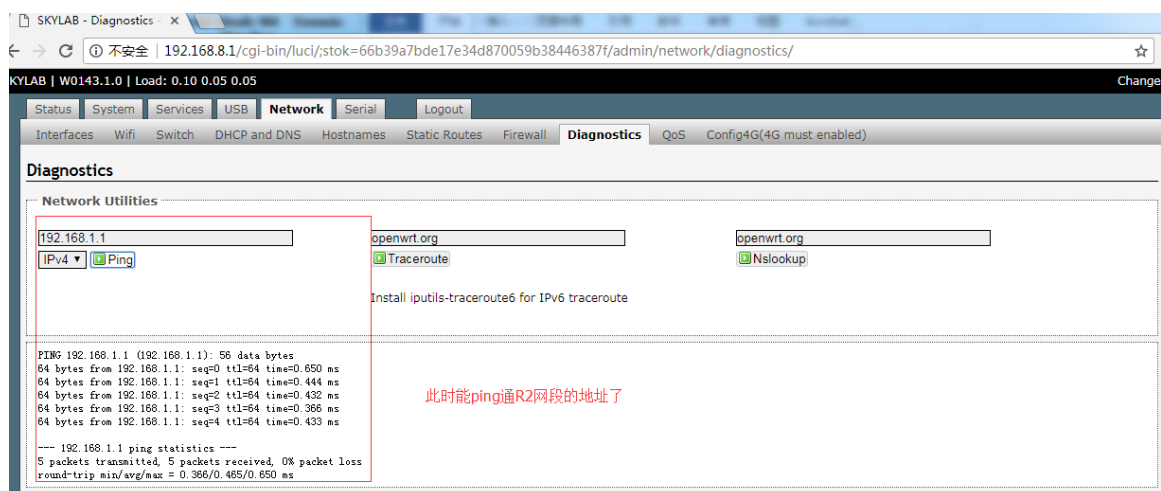 SKYLAB - Diagnostics -
不安全 | 192.168.8.1/cgi-bin/luci/;stok=66b39a7bde17e34d870059b38446387f/admin/network/diagnostics/
KYLAB | W0143.1.0 | Load: 0.10 0.05 0.05 Change
Status System Services USB Network Serial Logout
Interfaces Wifi Switch DHCP and DNS Hostnames Static Routes Firewall Diagnostics QoS Config4G(4G must enabled)
Diagnostics
Network Utilities
192.168.1.1 openwrt.org openwrt.org
IPv4 Ping Traceroute Nslookup
Install iputils-traceroute6 for IPv6 traceroute
PING 192.168.1.1 (192.168.1.1): 56 data bytes
64 bytes from 192.168.1.1: seq=0 ttl=64 time=0.650 ms
64 bytes from 192.168.1.1: seq=1 ttl=64 time=0.444 ms
64 bytes from 192.168.1.1: seq=2 ttl=64 time=0.432 ms
64 bytes from 192.168.1.1: seq=3 ttl=64 time=0.366 ms
64 bytes from 192.168.1.1: seq=4 ttl=64 time=0.433 ms
此时能ping通R2网段的地址了
--- 192.168.1.1 ping statistics ---
5 packets transmitted, 5 packets received, 0% packet loss
round-trip min/avg/max = 0.366/0.465/0.650 ms